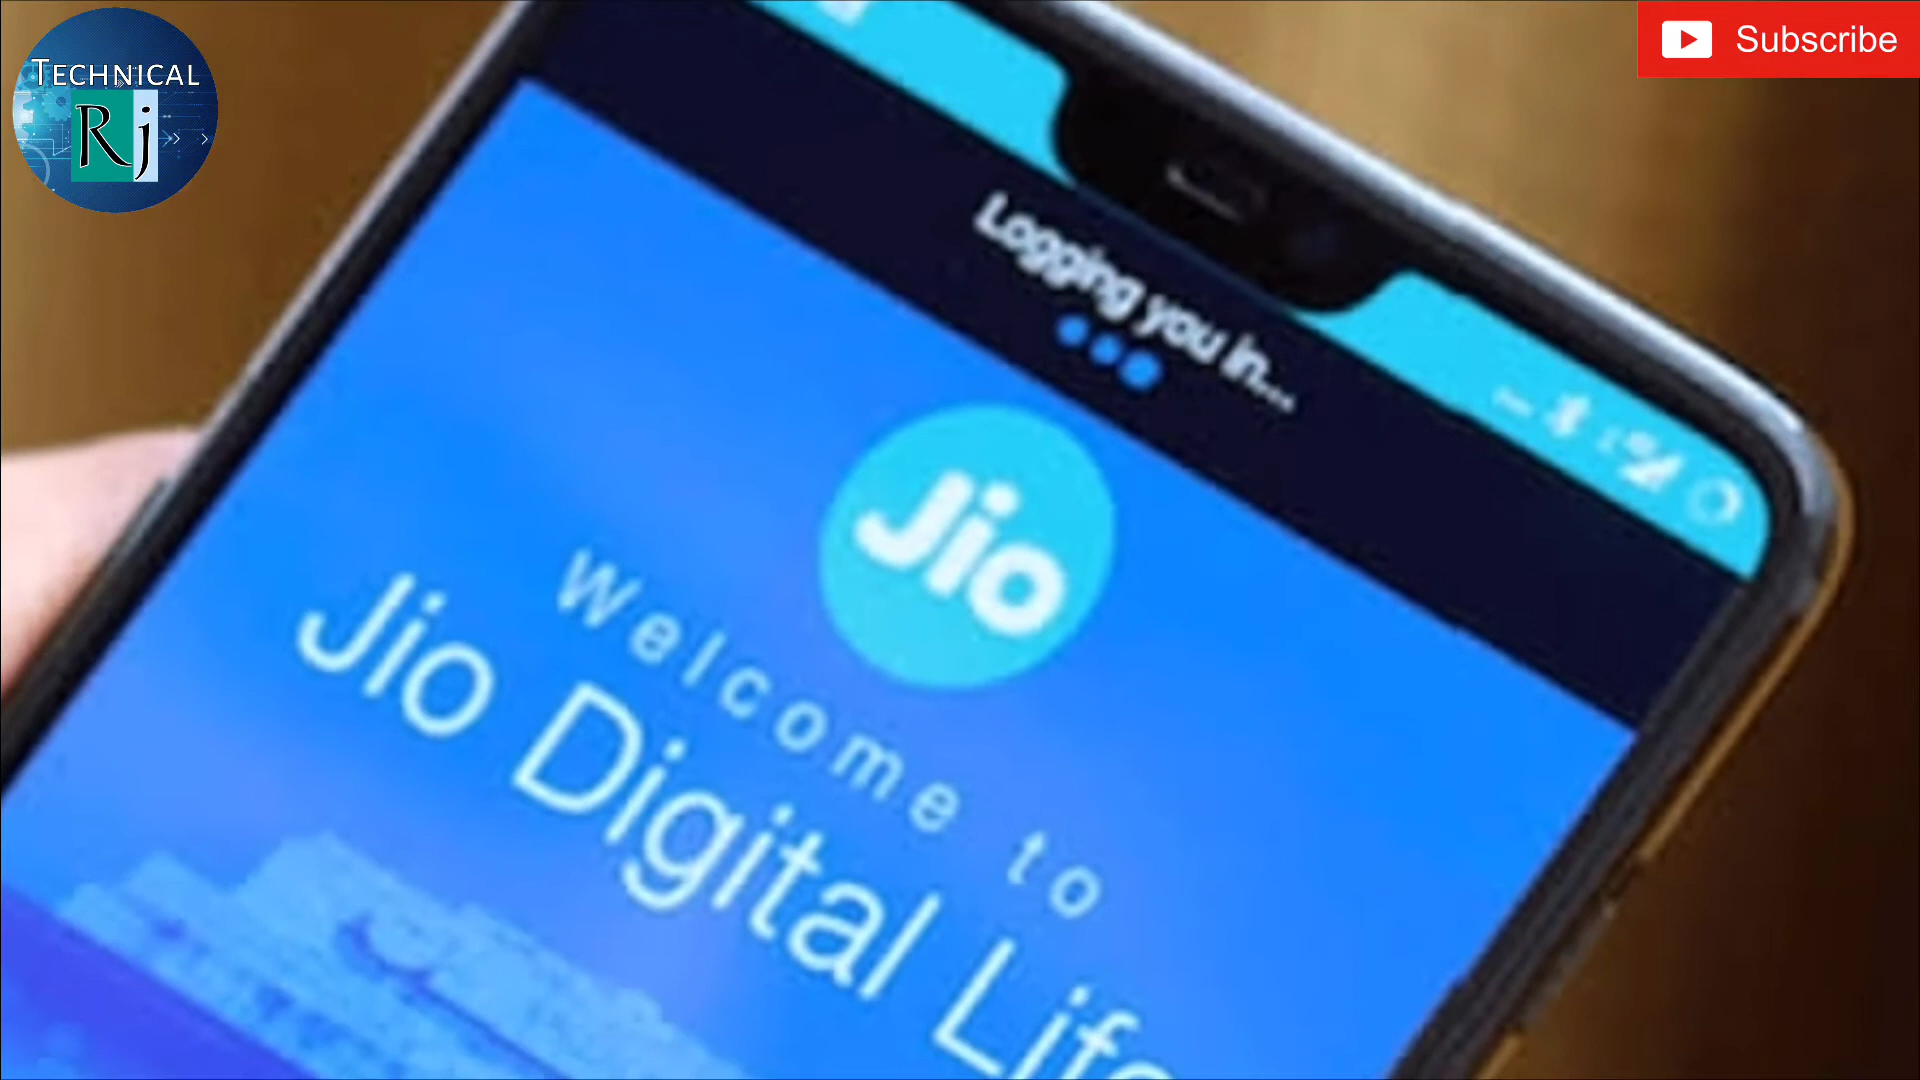 TECHNICAL
Rj
Subscribe
Logging you in...
Jio
Welcome to
Jio Digital Life